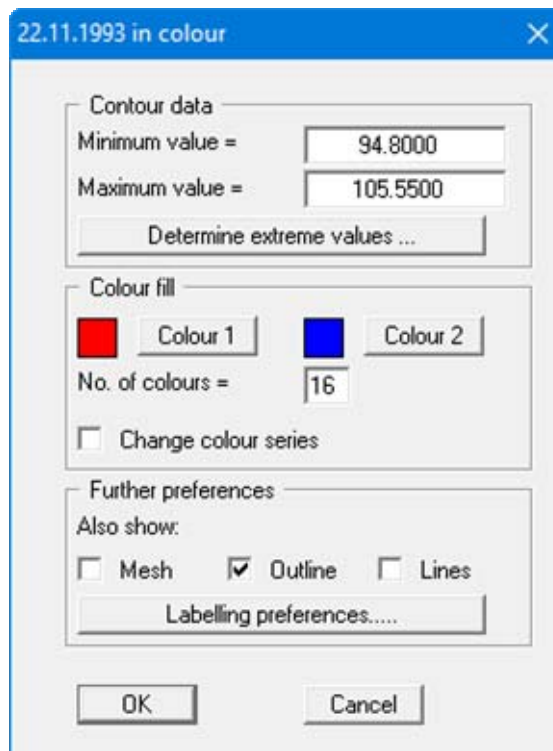 22.11.1993 in colour
Contour data
Minimum value = 94.8000
Maximum value = 105.5500
Determine extreme values ...
Colour fill
Colour 1 Colour 2
No. of colours = 16
Change colour series
Further preferences
Also show:
Mesh Outline Lines
Labelling preferences.....
OK Cancel